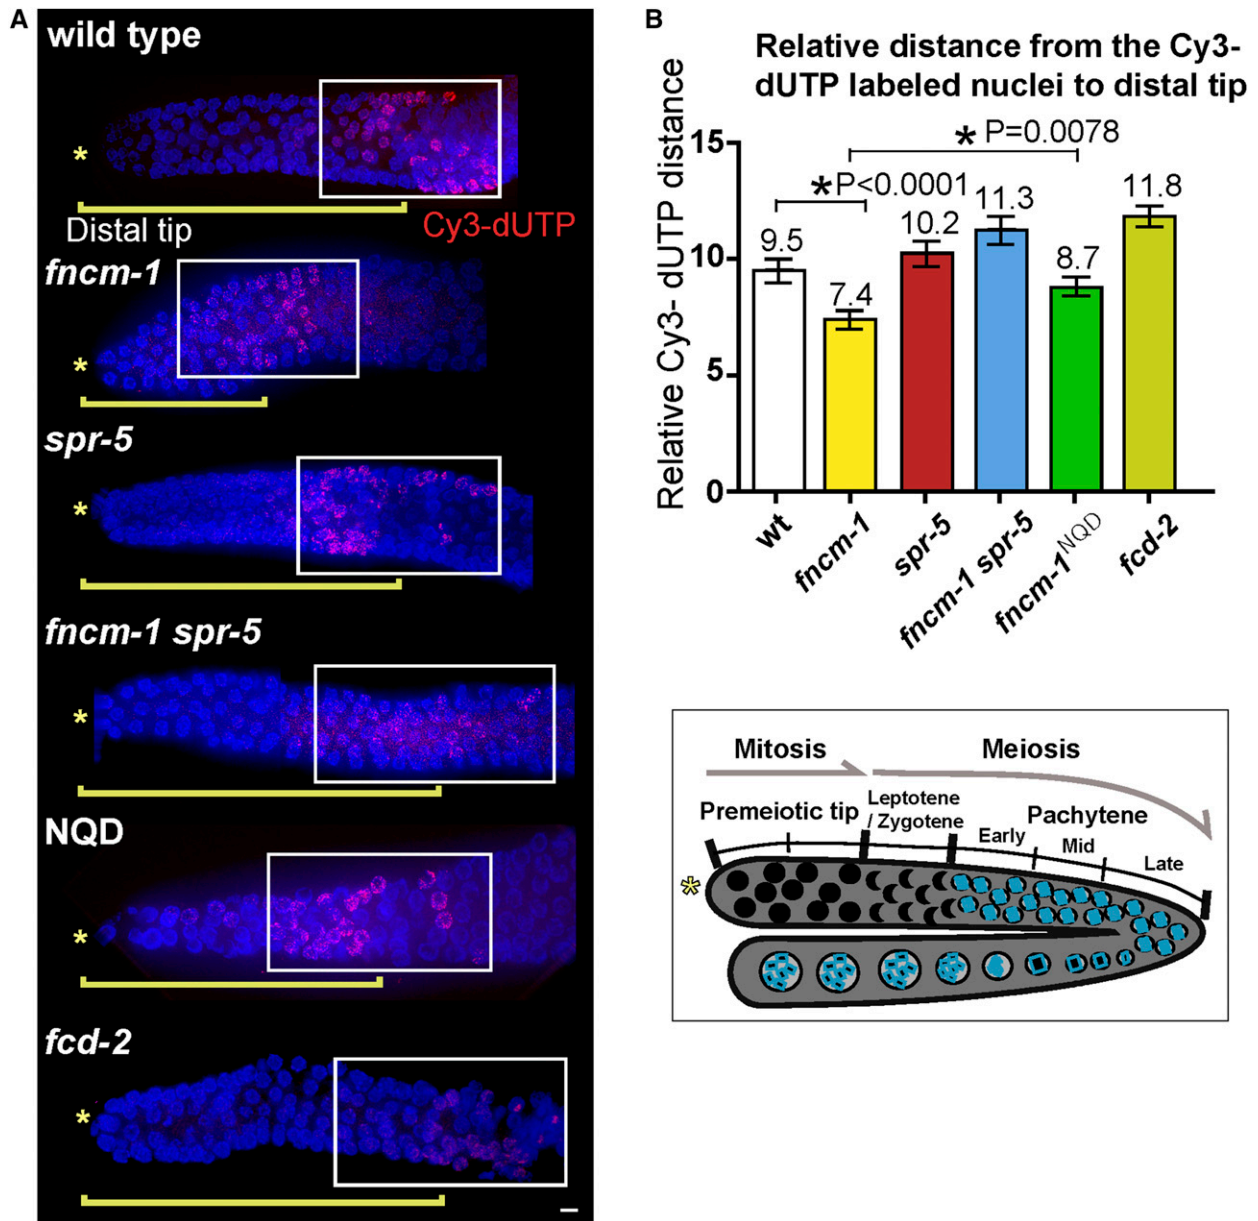 A
wild type
*
Distal tip
Cy3-dUTP
fncm-1
*
spr-5
*
fncm-1 spr-5
*
NQD
*
fcd-2
*
B
Relative distance from the Cy3-
dUTP labeled nuclei to distal tip
Relative Cy3- dUTP distance
15
10
5
0
* P=0.0078
*P<0.0001
9.5
7.4
10.2
11.3
8.7
11.8
wt
fncm-1
spr-5
fncm-1 spr-5
fncm-1NQD
fcd-2
Mitosis
Meiosis
Premeiotic tip
Leptotene
/ Zygotene
Pachytene
Early
Mid
Late
*